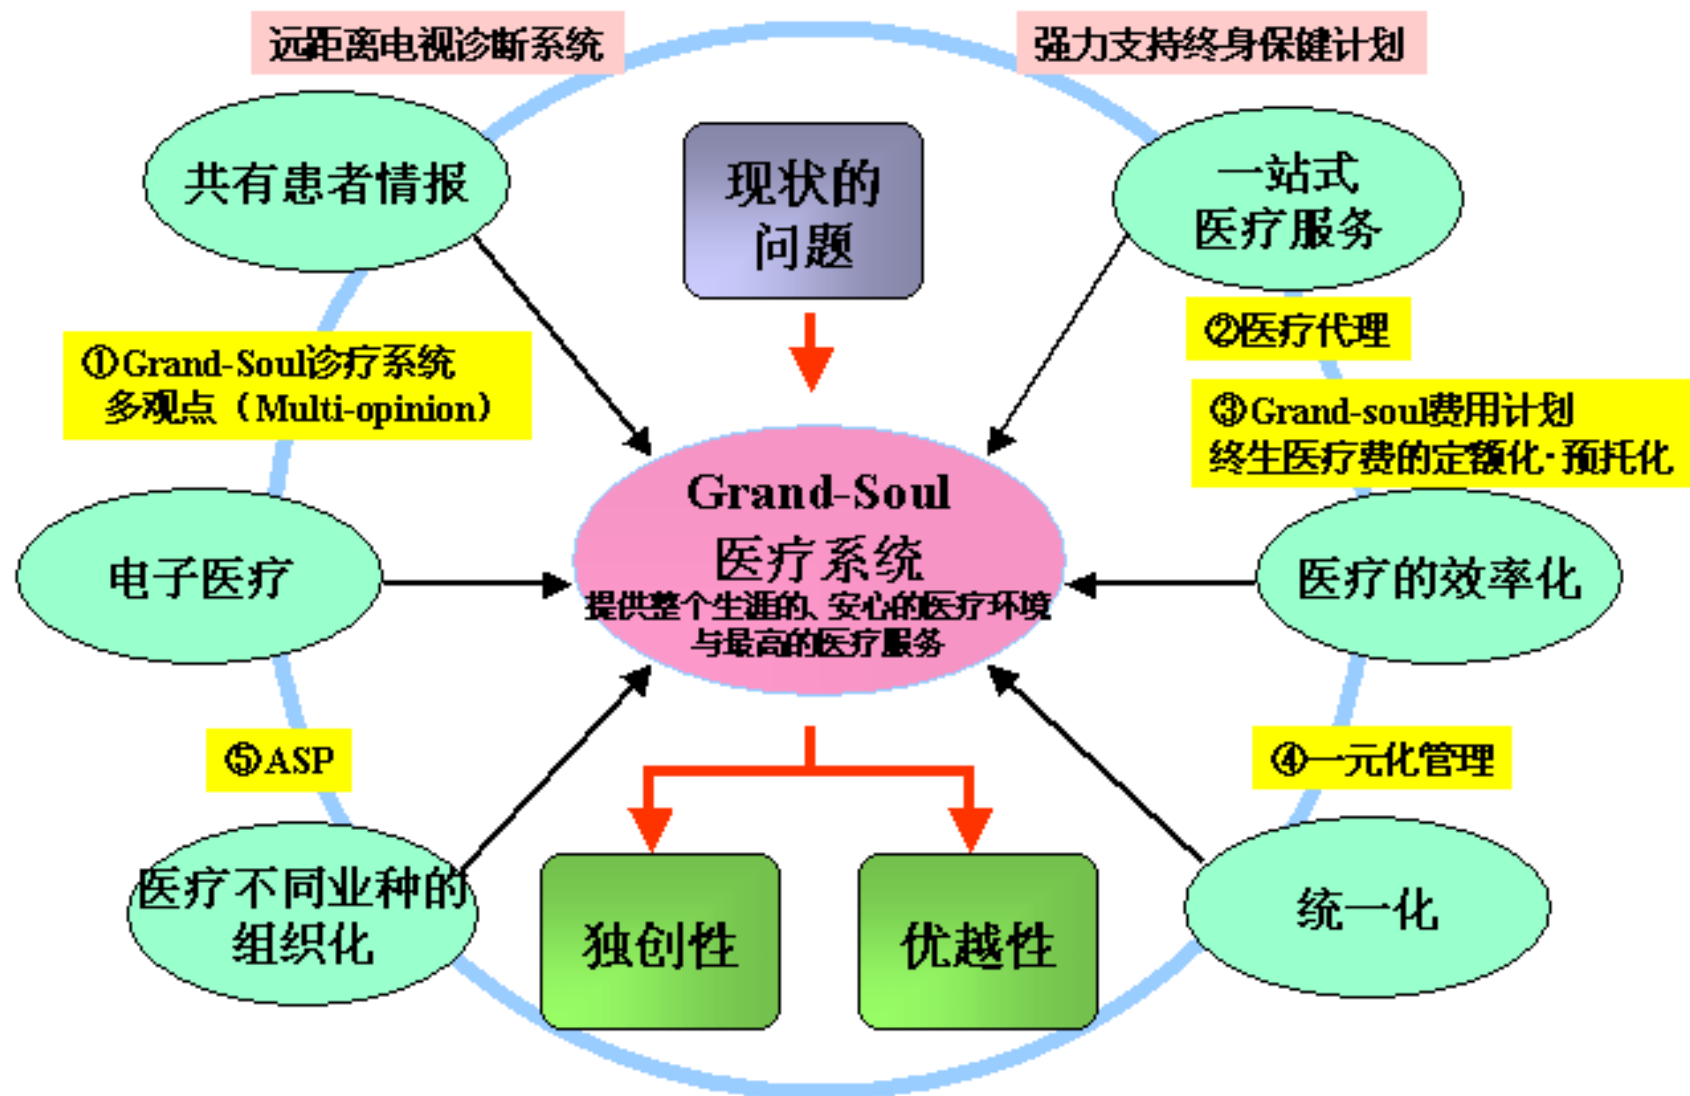 远距离电视诊断系统
强力支持终身保健计划
共有患者情报
现状的
问题
一站式
医疗服务
①Grand-Soul诊疗系统
多观点（Multi-opinion）
②医疗代理
③Grand-soul费用计划
终生医疗费的定额化·预托化
Grand-Soul
医疗系统
提供整个生涯的、安心的医疗环境
与最高的医疗服务
电子医疗
医疗的效率化
⑤ASP
④一元化管理
医疗不同业种的
组织化
独创性
优越性
统一化